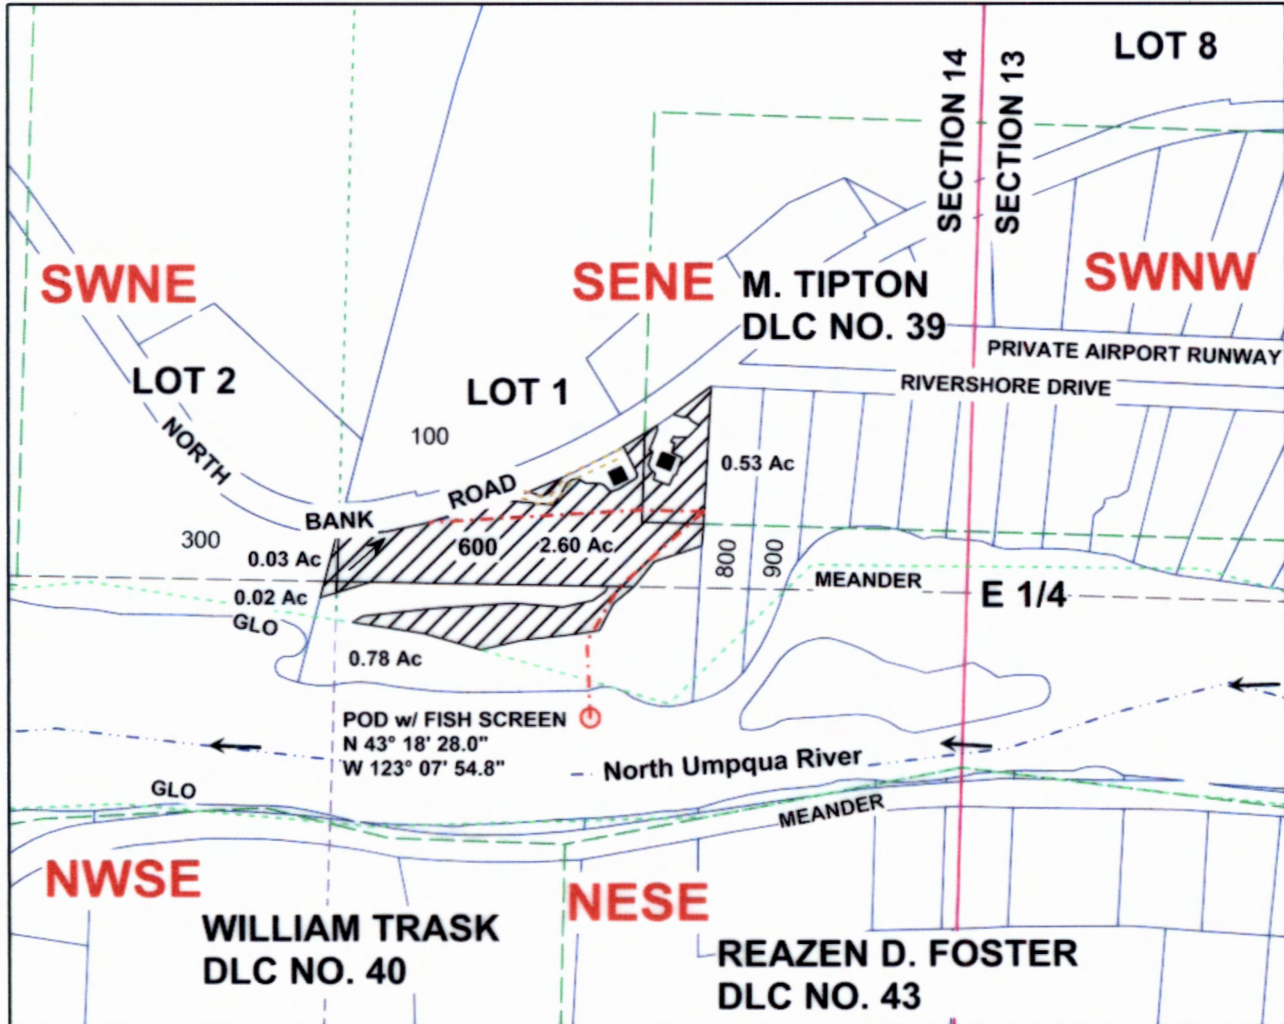 LOT 8
SECTION 14
SECTION 13
SWNE
SENE
SWNW
M. TIPTON
DLC NO. 39
PRIVATE AIRPORT RUNWAY
RIVERSHORE DRIVE
LOT 2
LOT 1
100
NORTH
BANK
ROAD
0.53 Ac
300
0.03 Ac
600
2.60 Ac
800
900
MEANDER
E 1/4
0.02 Ac
GLO
0.78 Ac
POD w/ FISH SCREEN
N 43° 18' 28.0"
W 123° 07' 54.8"
North Umpqua River
GLO
MEANDER
NWSE
NESE
WILLIAM TRASK
DLC NO. 40
REAZEN D. FOSTER
DLC NO. 43